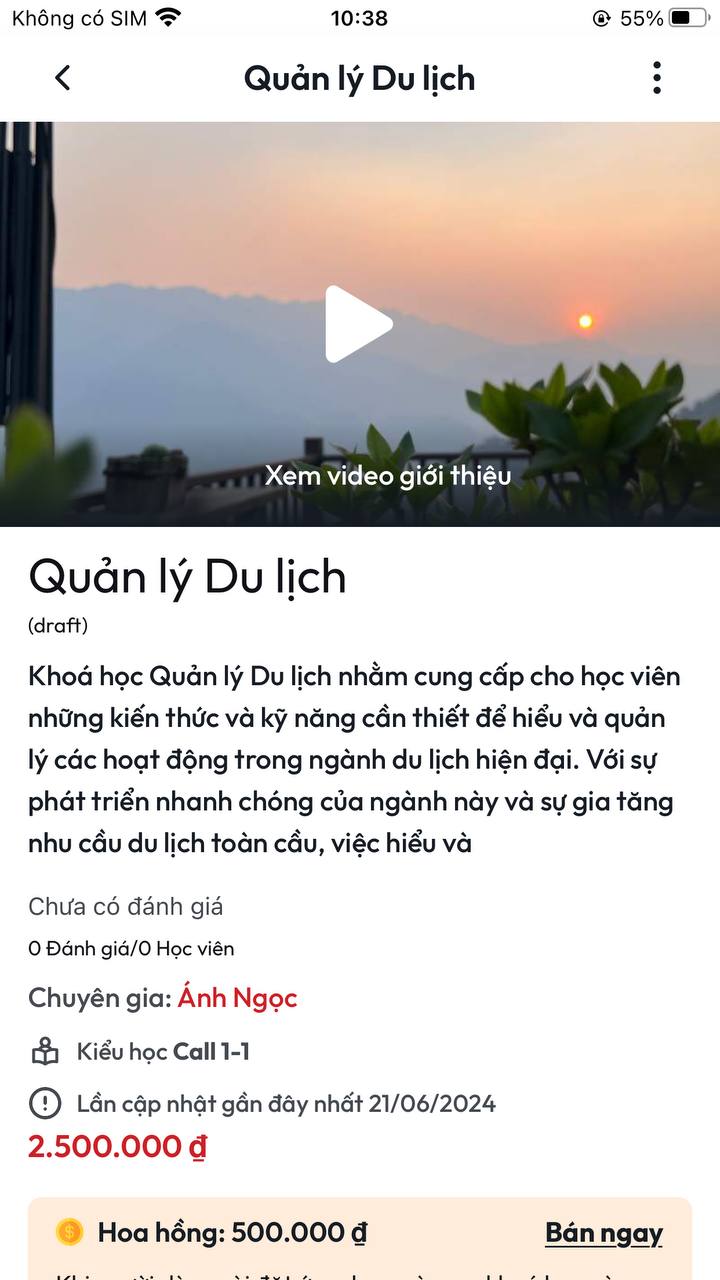 Không có SIM 10:38 55%
Quản lý Du lịch
Xem video giới thiệu
Quản lý Du lịch
(draft)
Khoá học Quản lý Du lịch nhằm cung cấp cho học viên
những kiến thức và kỹ năng cần thiết để hiểu và quản
lý các hoạt động trong ngành du lịch hiện đại. Với sự
phát triển nhanh chóng của ngành này và sự gia tăng
nhu cầu du lịch toàn cầu, việc hiểu và
Chưa có đánh giá
0 Đánh giá/0 Học viên
Chuyên gia: Ánh Ngọc
Kiểu học Call 1-1
Lần cập nhật gần đây nhất 21/06/2024
2.500.000 ₫
Hoa hồng: 500.000 ₫ Bán ngay